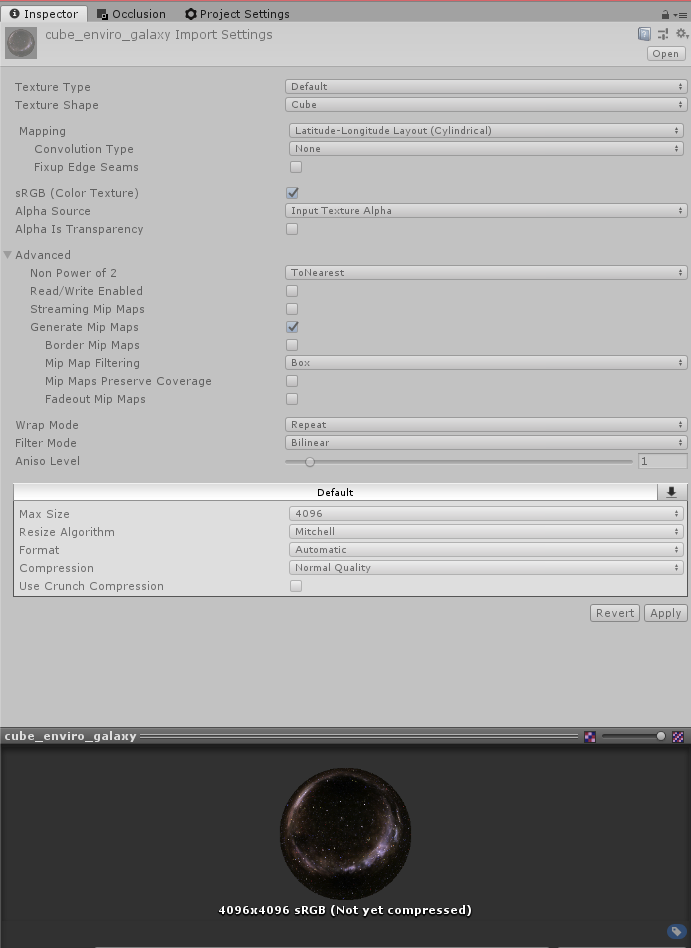 Inspector Occlusion Project Settings
cube_enviro_galaxy Import Settings
Open
Texture Type Default
Texture Shape Cube
Mapping Latitude-Longitude Layout (Cylindrical)
Convolution Type None
Fixup Edge Seams
sRGB (Color Texture)
Alpha Source Input Texture Alpha
Alpha Is Transparency
Advanced
Non Power of 2 ToNearest
Read/Write Enabled
Streaming Mip Maps
Generate Mip Maps
Border Mip Maps
Mip Map Filtering Box
Mip Maps Preserve Coverage
Fadeout Mip Maps
Wrap Mode Repeat
Filter Mode Bilinear
Aniso Level 1
Default
Max Size 4096
Resize Algorithm Mitchell
Format Automatic
Compression Normal Quality
Use Crunch Compression
Revert Apply
cube_enviro_galaxy
4096x4096 sRGB (Not yet compressed)